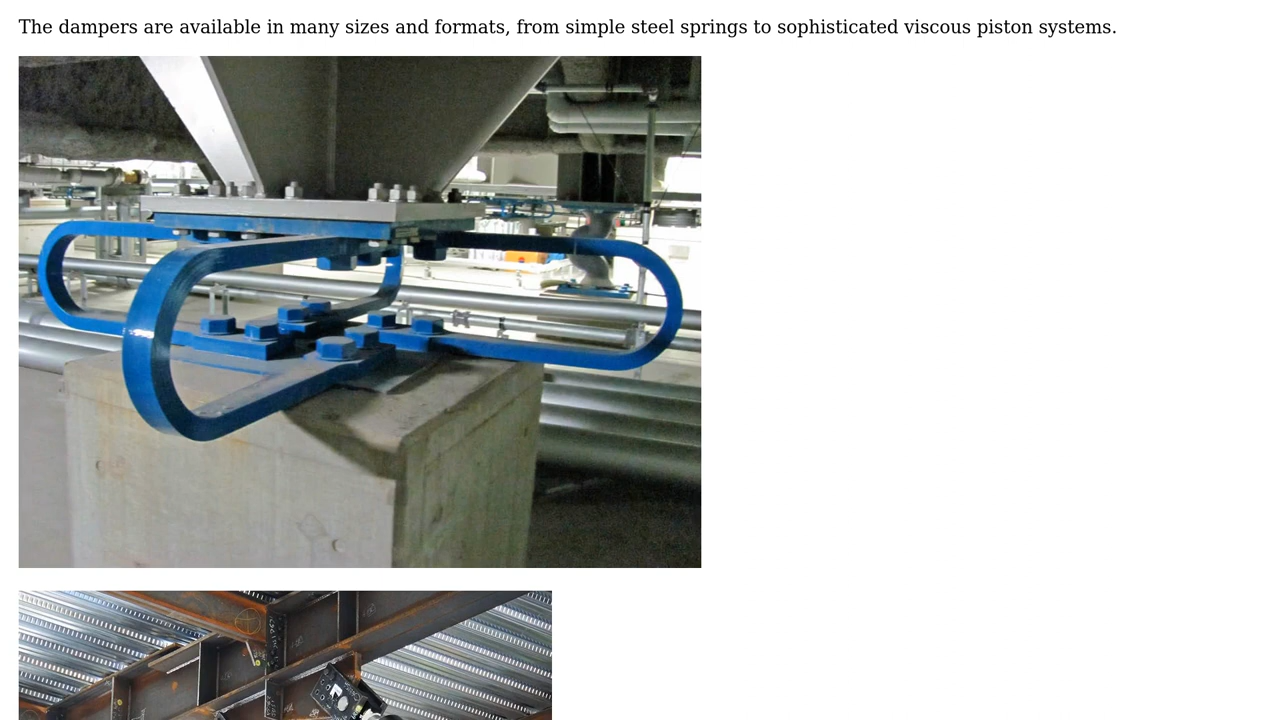 The dampers are available in many sizes and formats, from simple steel springs to sophisticated viscous piston systems.